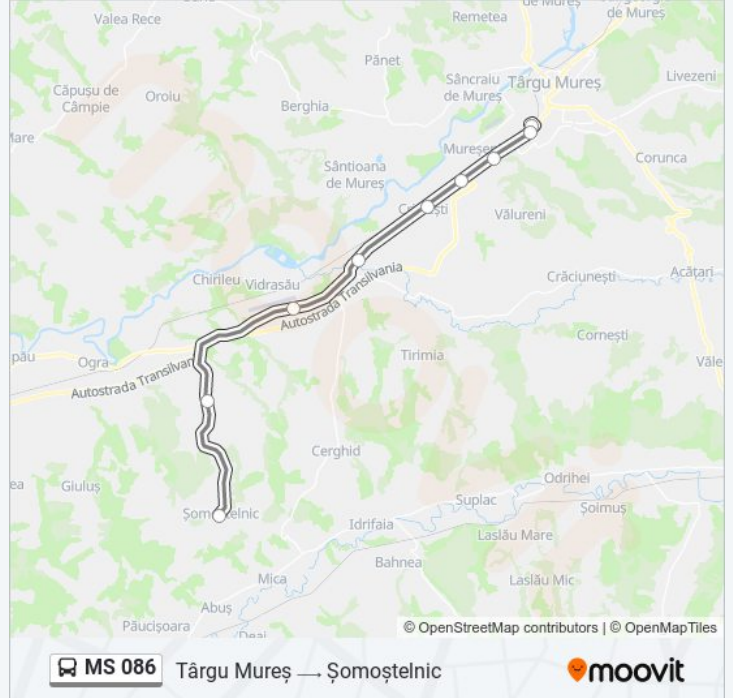 de Mureș
de Mureș
Valea Rece
Remetea
Pănet
Sâncraiu
de Mureș
Târgu Mureș
Livezeni
Căpușu de
Câmpie
Oroiu
Berghia
Mureșeni
Corunca
Sântioana
de Mureș
Vălureni
Chirileu
Vidrasău
Autostrada Transilvania
Crăciunești
Acățari
Ogra
Autostrada Transilvan
Tirimia
Cornești
Văle
Cerghid
Giuluș
Odrihei
Suplac
Șoimuș
Idrifaia
Laslău Mare
Bahnea
Mica
Laslău Mic
Abuș
Păucișoara
© OpenStreetMap contributors | © OpenMapTiles
MS 086
Târgu Mureș → Șomoștelnic
moovit